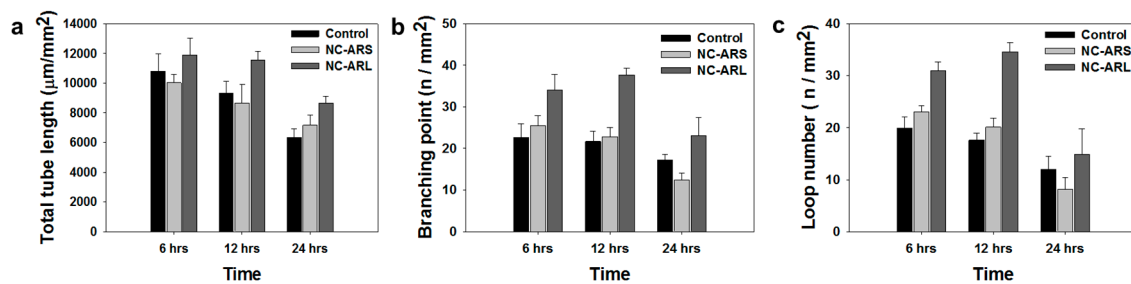 a
Total tube length (μm/mm²)
14000
12000
10000
8000
6000
4000
2000
0
Control
NC-ARS
NC-ARL
6 hrs 12 hrs 24 hrs
Time
b
Branching point (n / mm²)
50
40
30
20
10
0
Control
NC-ARS
NC-ARL
6 hrs 12 hrs 24 hrs
Time
c
Loop number ( n / mm²)
40
30
20
10
0
Control
NC-ARS
NC-ARL
6 hrs 12 hrs 24 hrs
Time